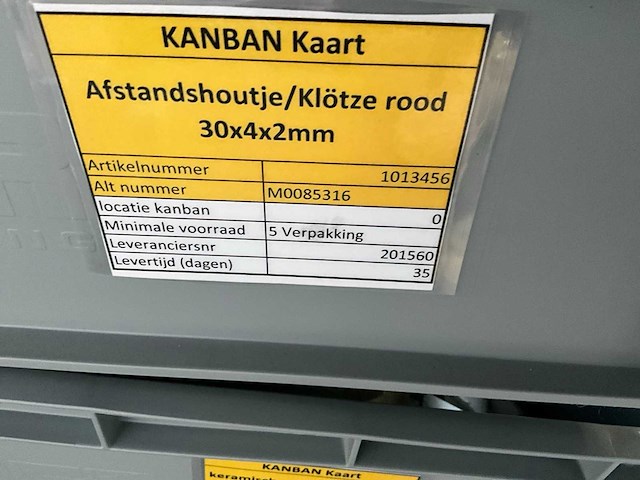 KANBAN Kaart
Afstandshoutje/Klötze rood
30x4x2mm
Artikelnummer 1013456
Alt nummer M0085316
locatie kanban 0
Minimale voorraad 5 Verpakking
Leveranciersnr 201560
Levertijd (dagen) 35
KANBAN Kaart